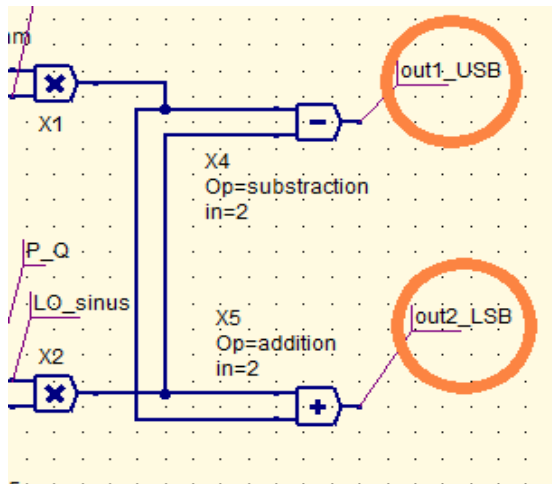 out1_USB
X1
X4
Op=substraction
in=2
P_Q
LO_sinus
out2_LSB
X5
Op=addition
in=2
X2